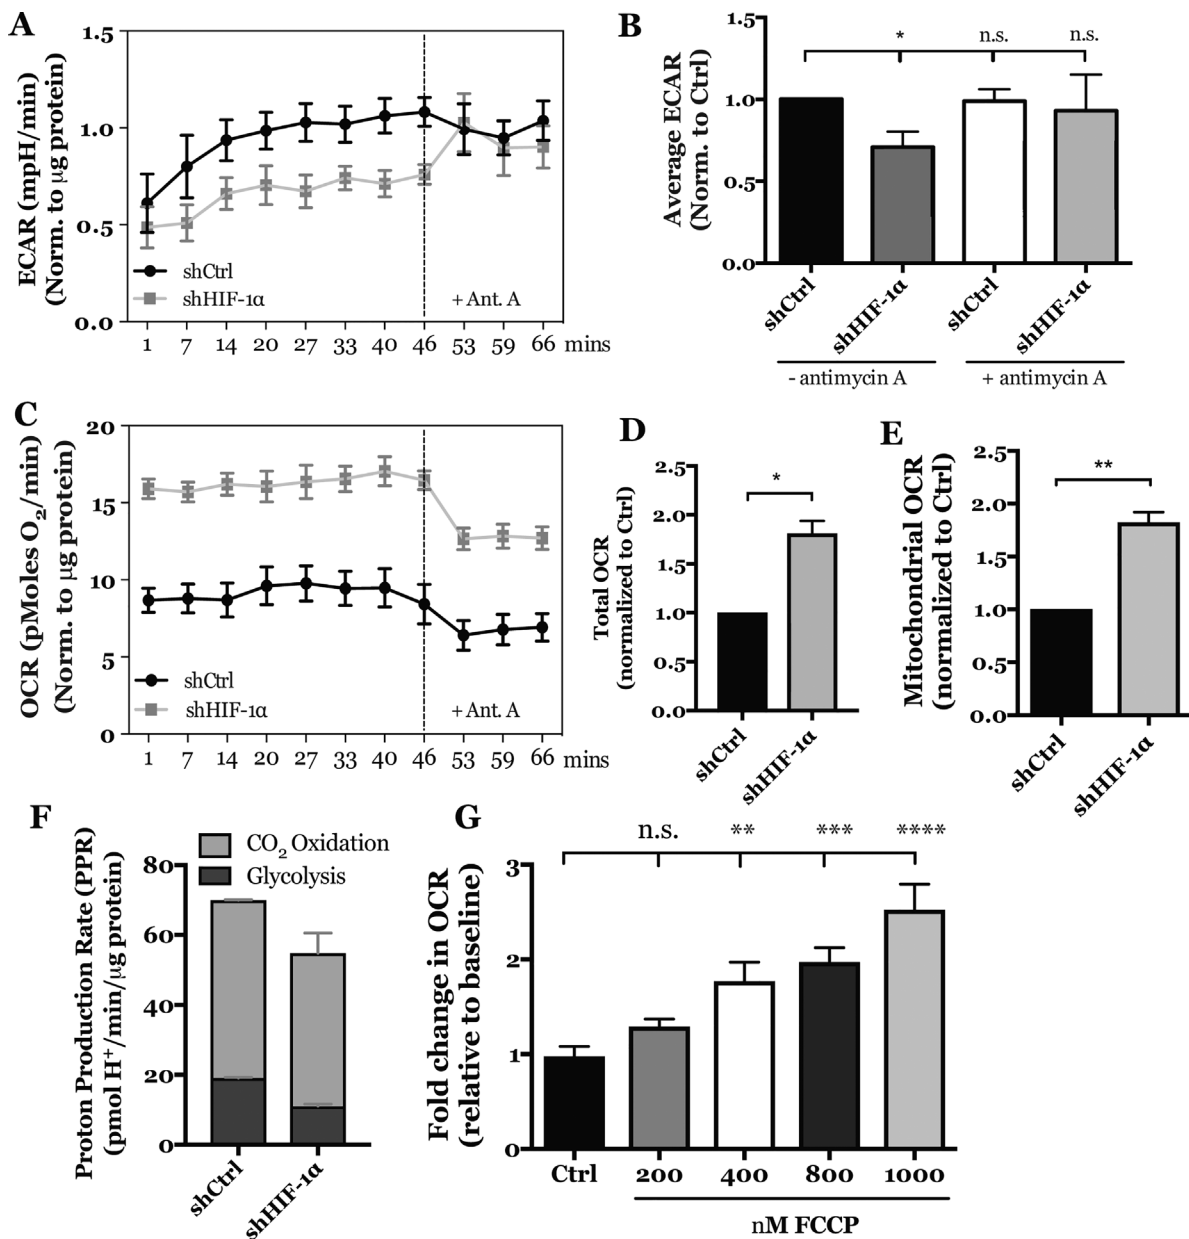 A
ECAR (mpH/min)
(Norm. to µg protein)
1.5
1.0
0.5
0.0
shCtrl
shHIF-1α
+ Ant. A
1 7 14 20 27 33 40 46 53 59 66 mins
B
Average ECAR
(Norm. to Ctrl)
1.5
1.0
0.5
0.0
* n.s. n.s.
shCtrl shHIF-1α shCtrl shHIF-1α
- antimycin A + antimycin A
C
OCR (pMoles O₂/min)
(Norm. to µg protein)
20
15
10
5
0
shCtrl
shHIF-1α
+ Ant. A
1 7 14 20 27 33 40 46 53 59 66 mins
D
Total OCR
(normalized to Ctrl)
2.5
2.0
1.5
1.0
0.5
0.0
*
shCtrl shHIF-1α
E
Mitochondrial OCR
(normalized to Ctrl)
2.5
2.0
1.5
1.0
0.5
0.0
**
shCtrl shHIF-1α
F
Proton Production Rate (PPR)
(pmol H⁺/min/µg protein)
CO₂ Oxidation
Glycolysis
80
60
40
20
0
shCtrl shHIF-1α
G
Fold change in OCR
(relative to baseline)
n.s. ** *** ****
3
2
1
0
Ctrl 200 400 800 1000
nM FCCP